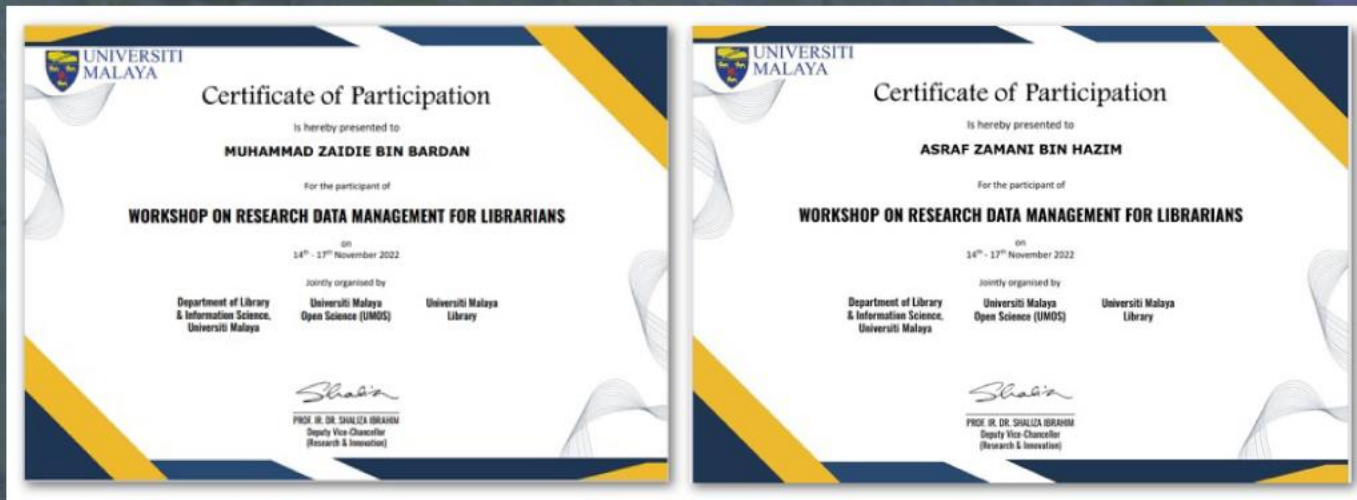 UNIVERSITI
MALAYA
Certificate of Participation
Is hereby presented to
MUHAMMAD ZAIDIE BIN BARDAN
For the participant of
WORKSHOP ON RESEARCH DATA MANAGEMENT FOR LIBRARIANS
on
14th - 17th November 2022
Jointly organised by
Department of Library
& Information Science,
Universiti Malaya
Universiti Malaya
Open Science (UMOS)
Universiti Malaya
Library
Shaliza
PROF. IR. DR. SHALIZA IBRAHIM
Deputy Vice-Chancellor
(Research & Innovation)
UNIVERSITI
MALAYA
Certificate of Participation
Is hereby presented to
ASRAF ZAMANI BIN HAZIM
For the participant of
WORKSHOP ON RESEARCH DATA MANAGEMENT FOR LIBRARIANS
on
14th - 17th November 2022
Jointly organised by
Department of Library
& Information Science,
Universiti Malaya
Universiti Malaya
Open Science (UMOS)
Universiti Malaya
Library
Shaliza
PROF. IR. DR. SHALIZA IBRAHIM
Deputy Vice-Chancellor
(Research & Innovation)